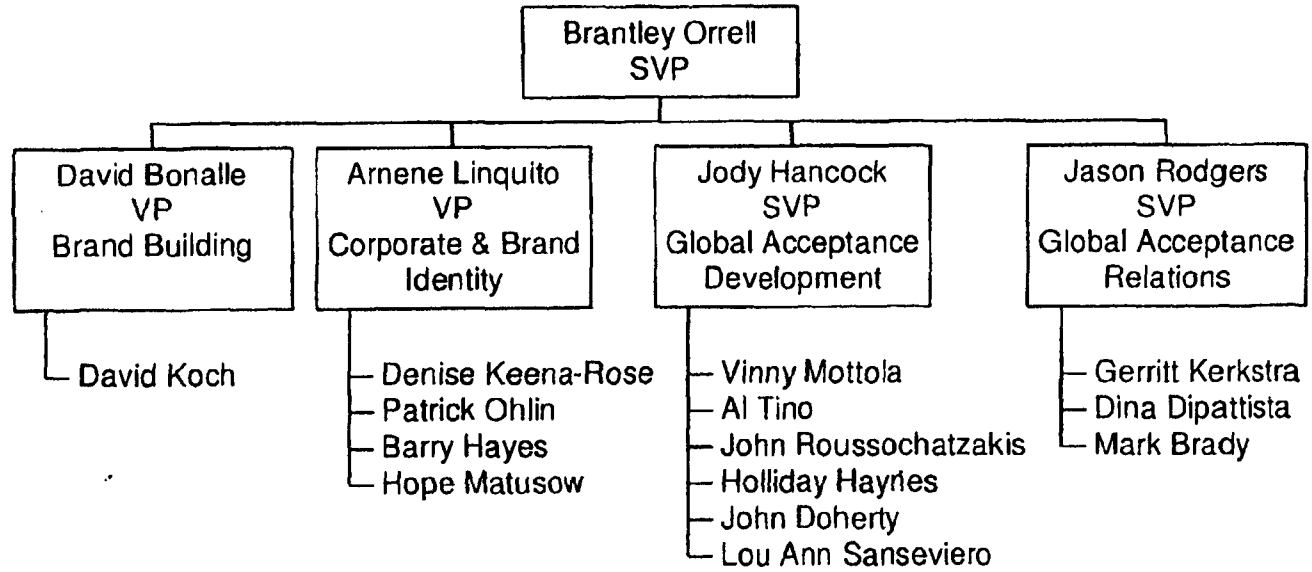 Brantley Orrell
SVP
David Bonalle
VP
Brand Building
David Koch
Arnene Linquito
VP
Corporate & Brand
Identity
Denise Keena-Rose
Patrick Ohlin
Barry Hayes
Hope Matusow
Jody Hancock
SVP
Global Acceptance
Development
Vinny Mottola
Al Tino
John Roussochatzakis
Holliday Haynes
John Doherty
Lou Ann Sanseviero
Jason Rodgers
SVP
Global Acceptance
Relations
Gerritt Kerkstra
Dina Dipattista
Mark Brady